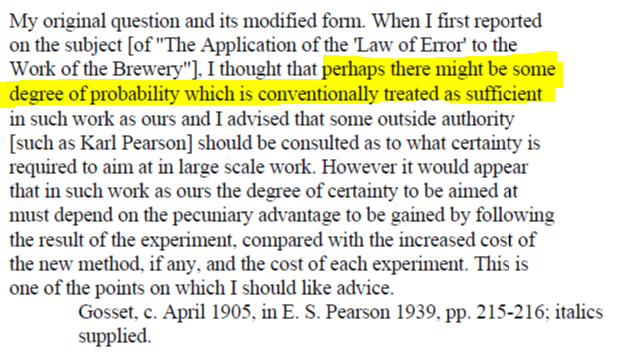 My original question and its modified form. When I first reported
on the subject [of "The Application of the 'Law of Error' to the
Work of the Brewery"], I thought that perhaps there might be some
degree of probability which is conventionally treated as sufficient
in such work as ours and I advised that some outside authority
[such as Karl Pearson] should be consulted as to what certainty is
required to aim at in large scale work. However it would appear
that in such work as ours the degree of certainty to be aimed at
must depend on the pecuniary advantage to be gained by following
the result of the experiment, compared with the increased cost of
the new method, if any, and the cost of each experiment. This is
one of the points on which I should like advice.
Gosset, c. April 1905, in E. S. Pearson 1939, pp. 215-216; italics
supplied.